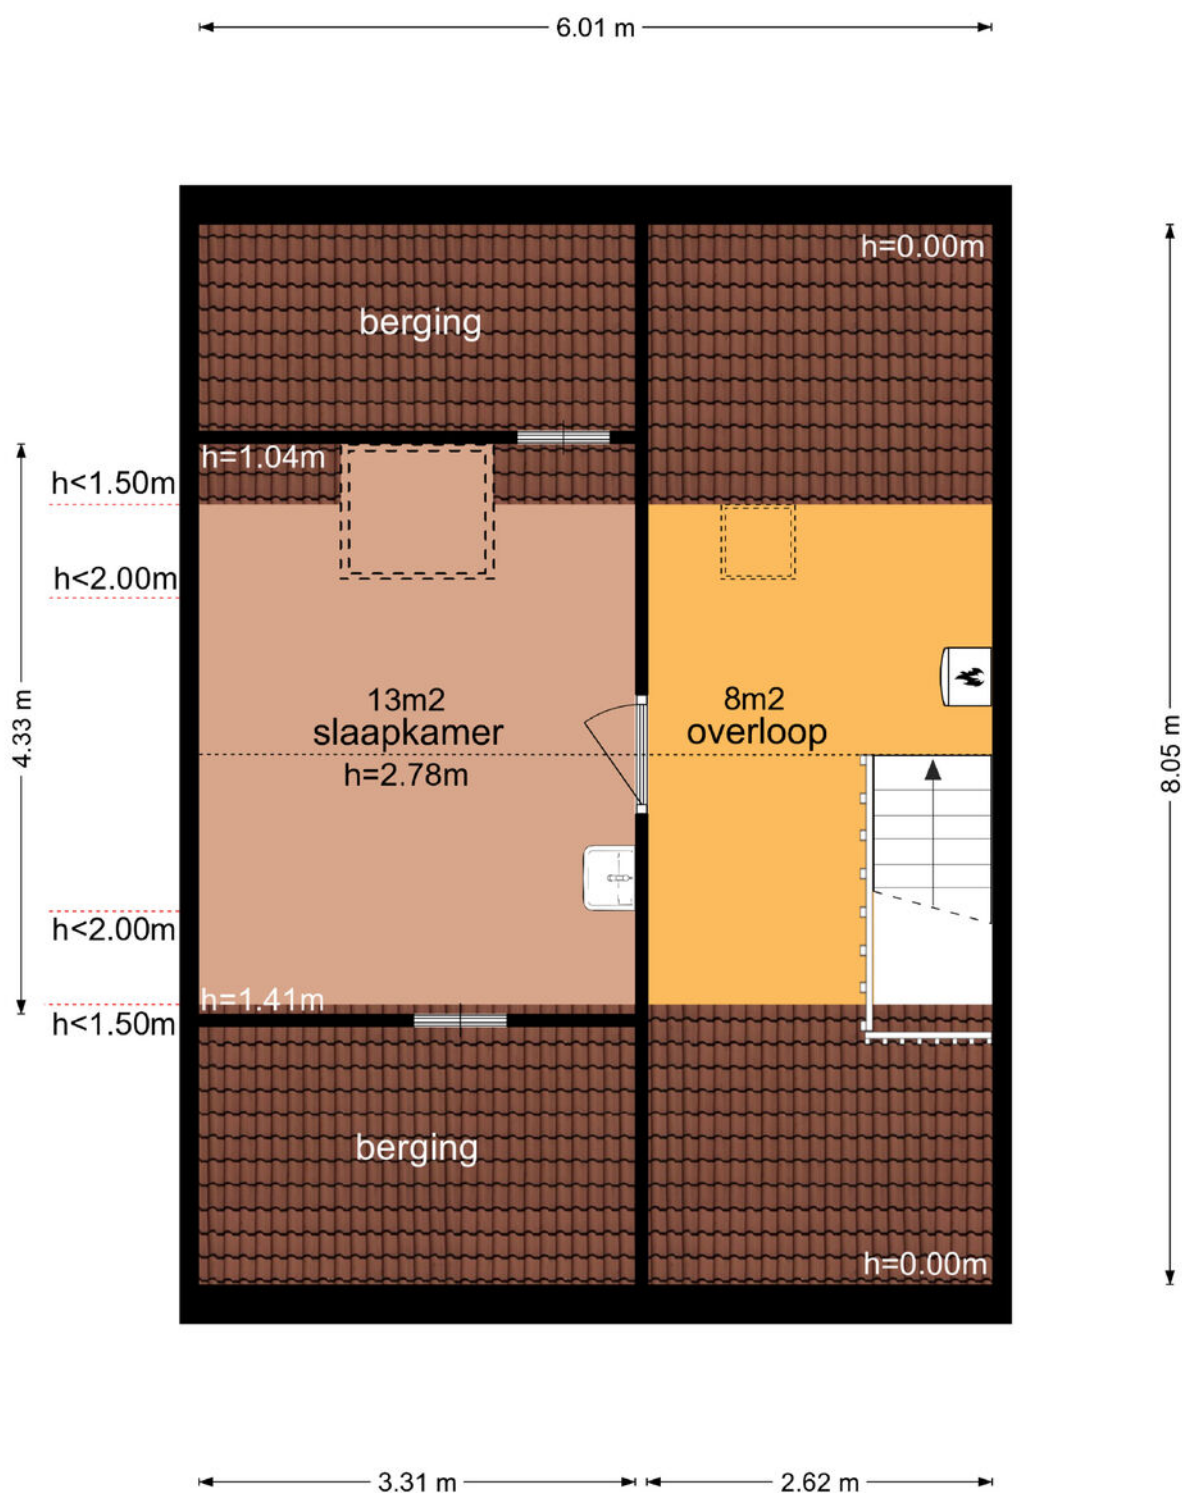 6.01 m
h=0.00m
berging
h=1.04m
h<1.50m
h<2.00m
13m2
slaapkamer
h=2.78m
8m2
overloop
4.33 m
8.05 m
h<2.00m
h=1.41m
h<1.50m
berging
h=0.00m
3.31 m
2.62 m